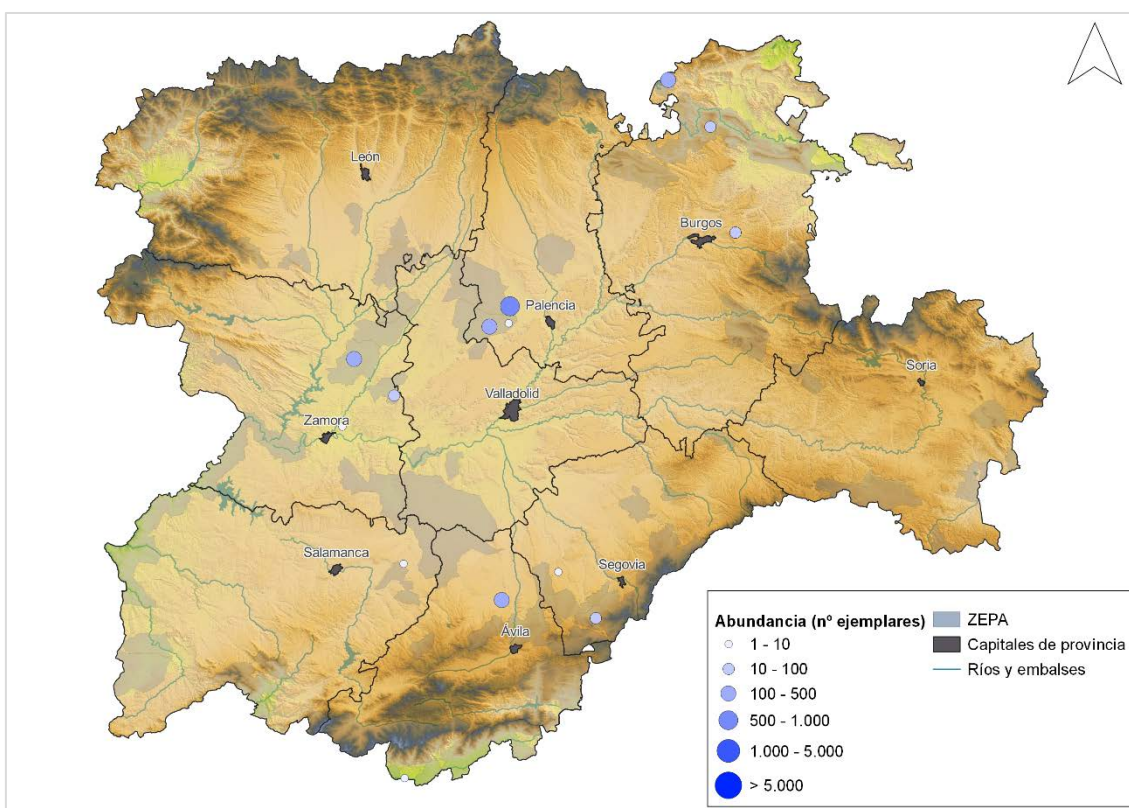 León
Burgos
Palencia
Soria
Valladolid
Zamora
Salamanca
Segovia
Ávila
Abundancia (nº ejemplares)
1 - 10
10 - 100
100 - 500
500 - 1.000
1.000 - 5.000
> 5.000
ZEPA
Capitales de provincia
Ríos y embalses